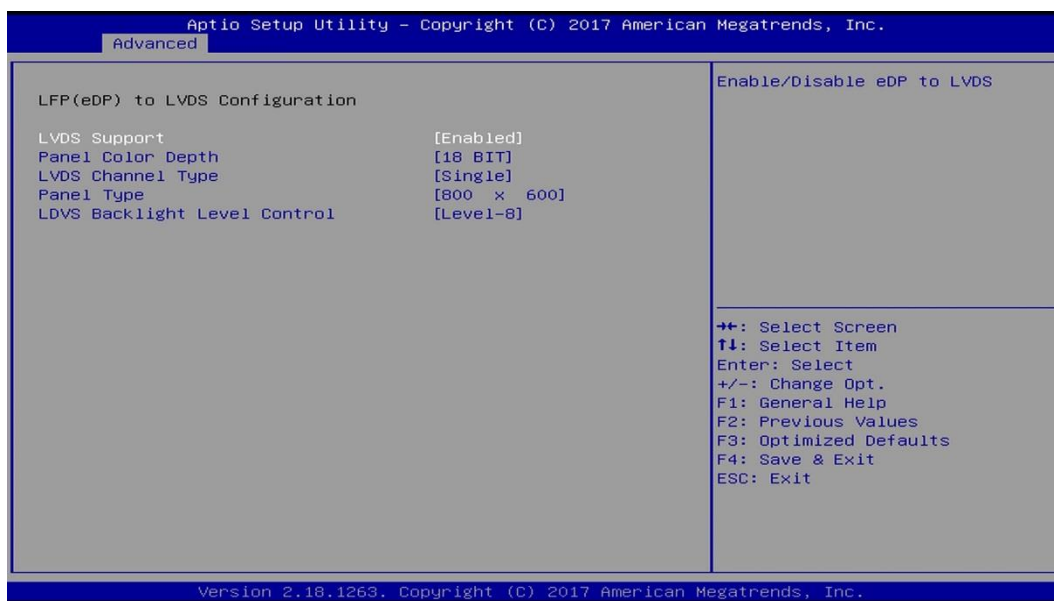 Aptio Setup Utility – Copyright (C) 2017 American Megatrends, Inc.
Advanced
LFP(eDP) to LVDS Configuration
LVDS Support [Enabled]
Panel Color Depth [18 BIT]
LVDS Channel Type [Single]
Panel Type [800 x 600]
LDVS Backlight Level Control [Level-8]
Enable/Disable eDP to LVDS
→←: Select Screen
↑↓: Select Item
Enter: Select
+/-: Change Opt.
F1: General Help
F2: Previous Values
F3: Optimized Defaults
F4: Save & Exit
ESC: Exit
Version 2.18.1263. Copyright (C) 2017 American Megatrends, Inc.